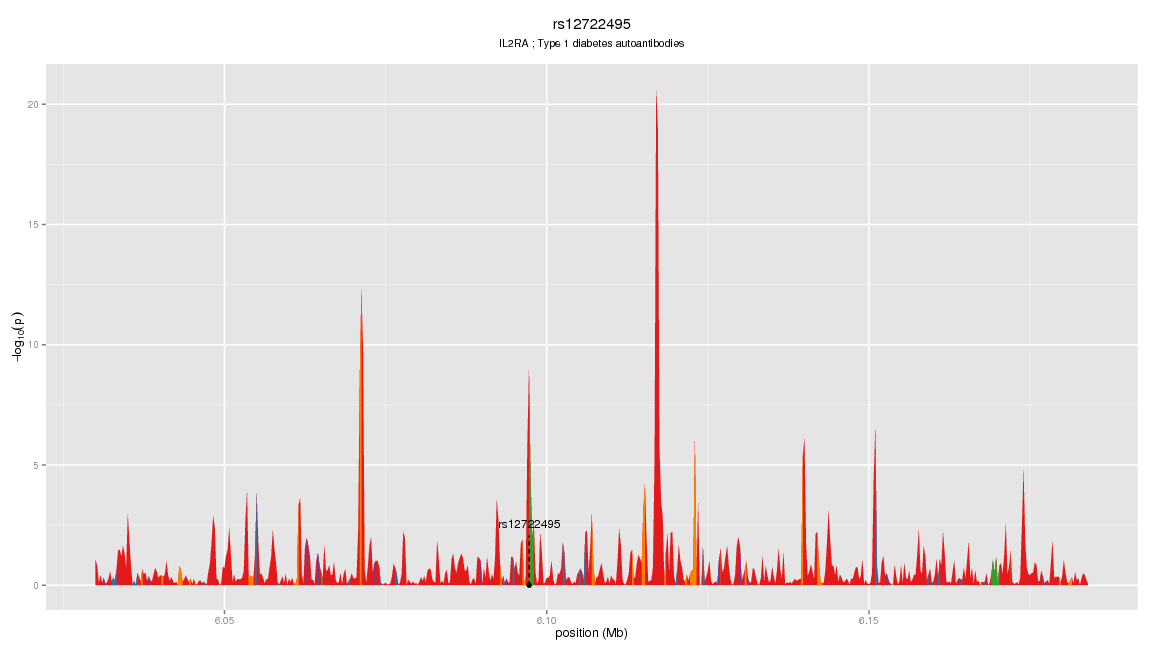 rs12722495
IL2RA ; Type 1 diabetes autoantibodies
−log10(p)
20
15
10
5
0
rs12722495
6.05
6.10
6.15
position (Mb)